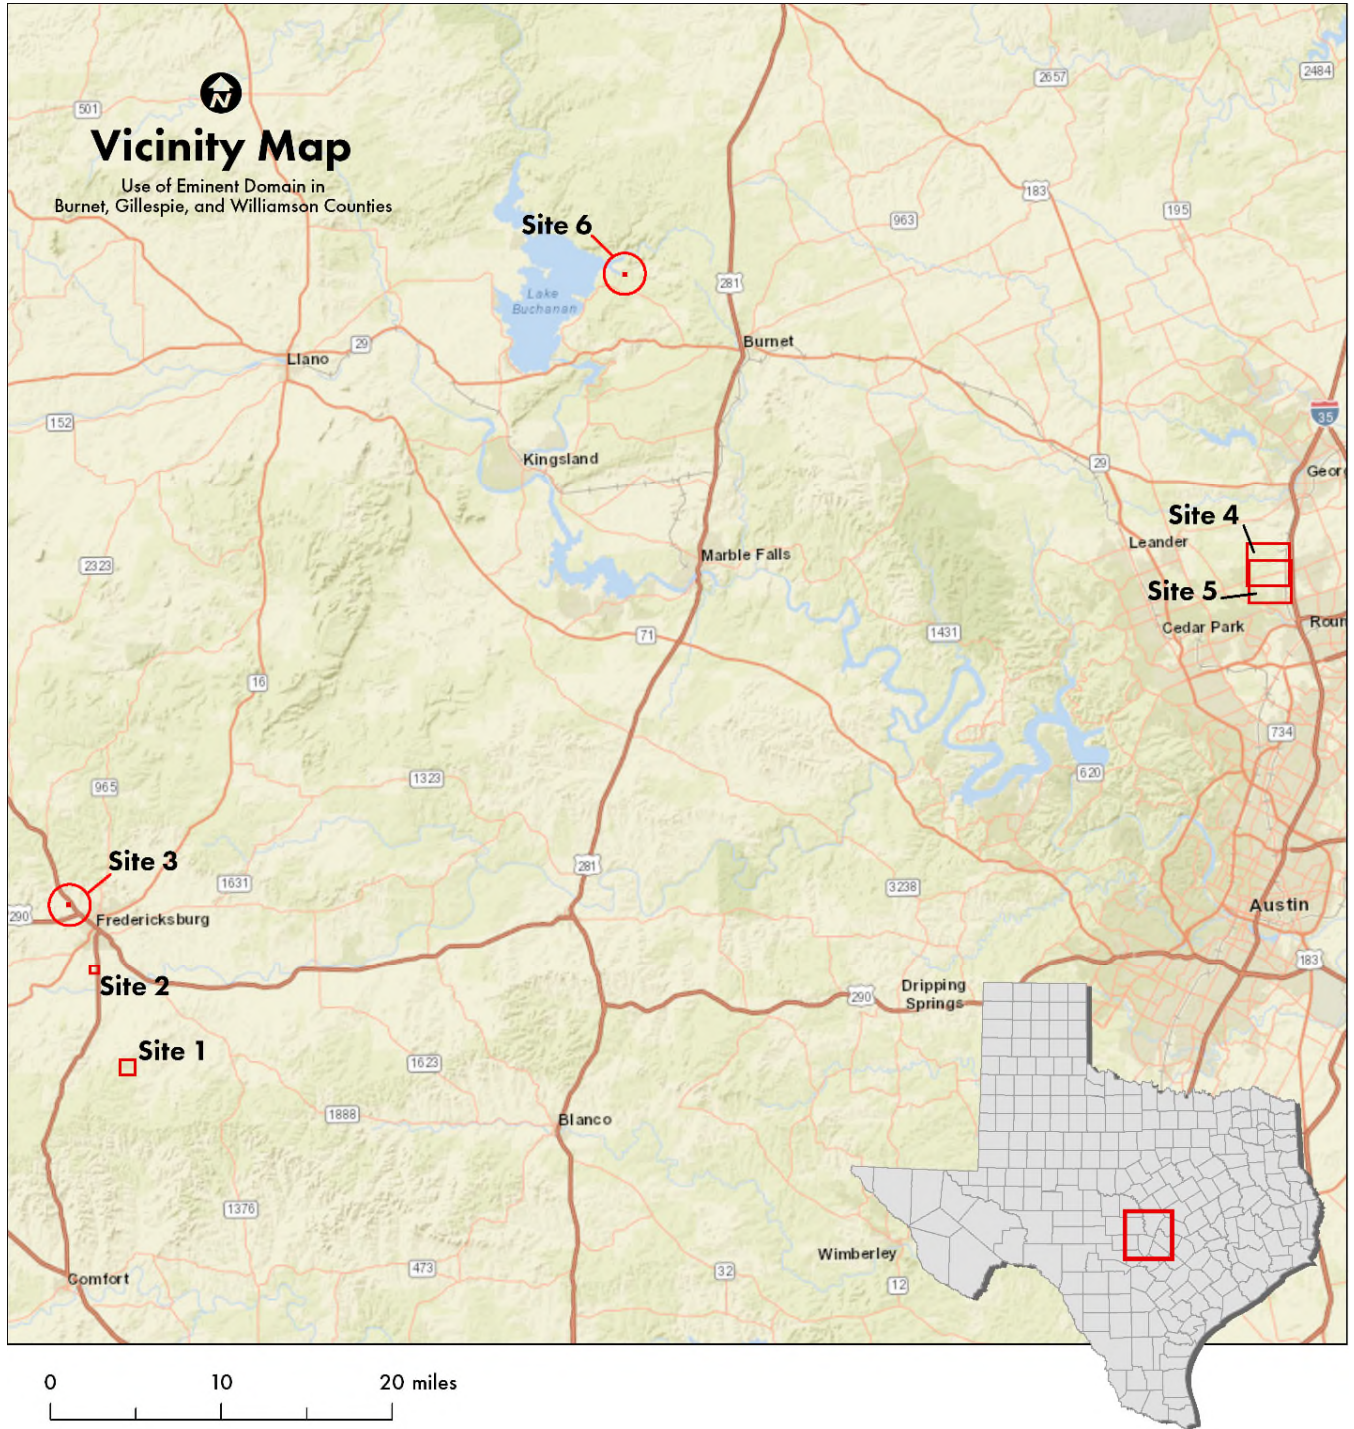 2657
2484
501
N
Vicinity Map
Use of Eminent Domain in
Burnet, Gillespie, and Williamson Counties
183
195
963
Site 6
281
Lake
Buchanan
Burnet
29
Llano
35
152
Kingsland
29
Geor
Site 4
Leander
Marble Falls
2323
Site 5
Cedar Park
Roun
71
1431
16
734
620
965
1323
Site 3
281
1631
3238
290
Fredericksburg
Austin
183
Site 2
Dripping
Springs
290
Site 1
1623
1888
Blanco
1376
Wimberley
473
32
12
Comfort
0 10 20 miles